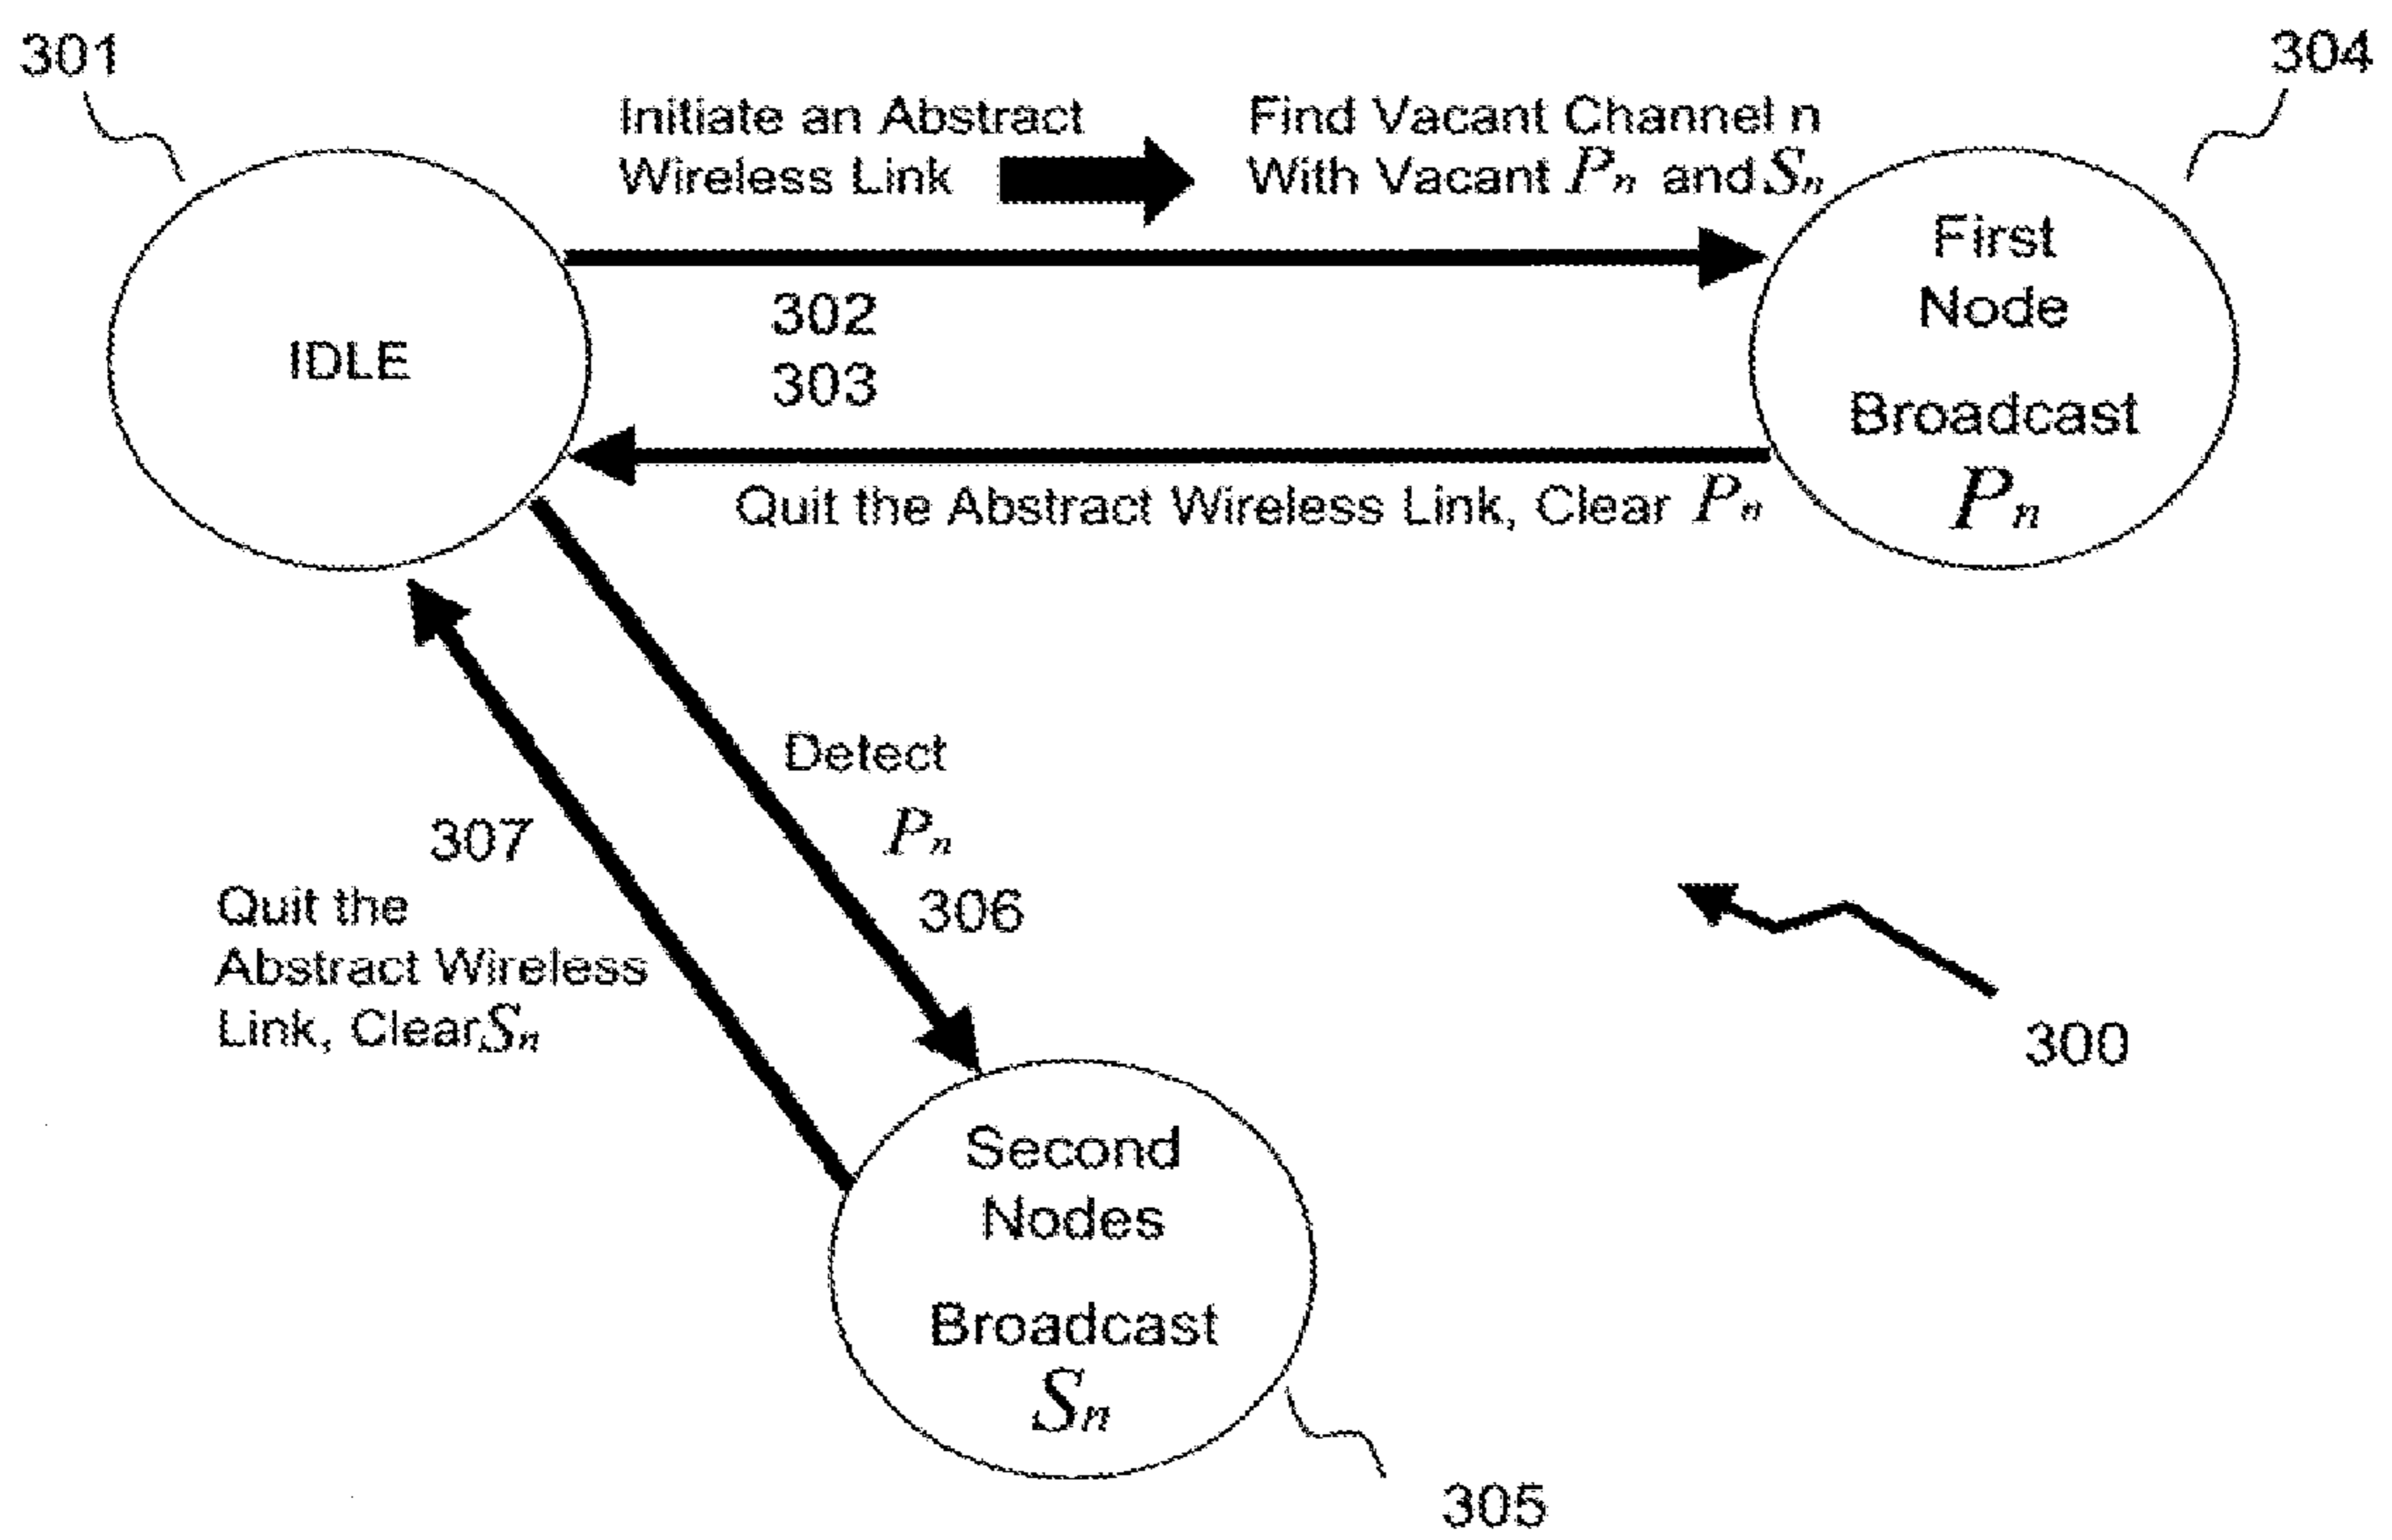 301
304
Initiate an Abstract
Wireless Link
Find Vacant Channel n
With Vacant Pn and Sn
First
Node
Broadcast
Pn
IDLE
302
303
Quit the Abstract Wireless Link, Clear Pn
Detect
Pn
306
307
Quit the
Abstract Wireless
Link, Clear Sn
300
Second
Nodes
Broadcast
Sn
305